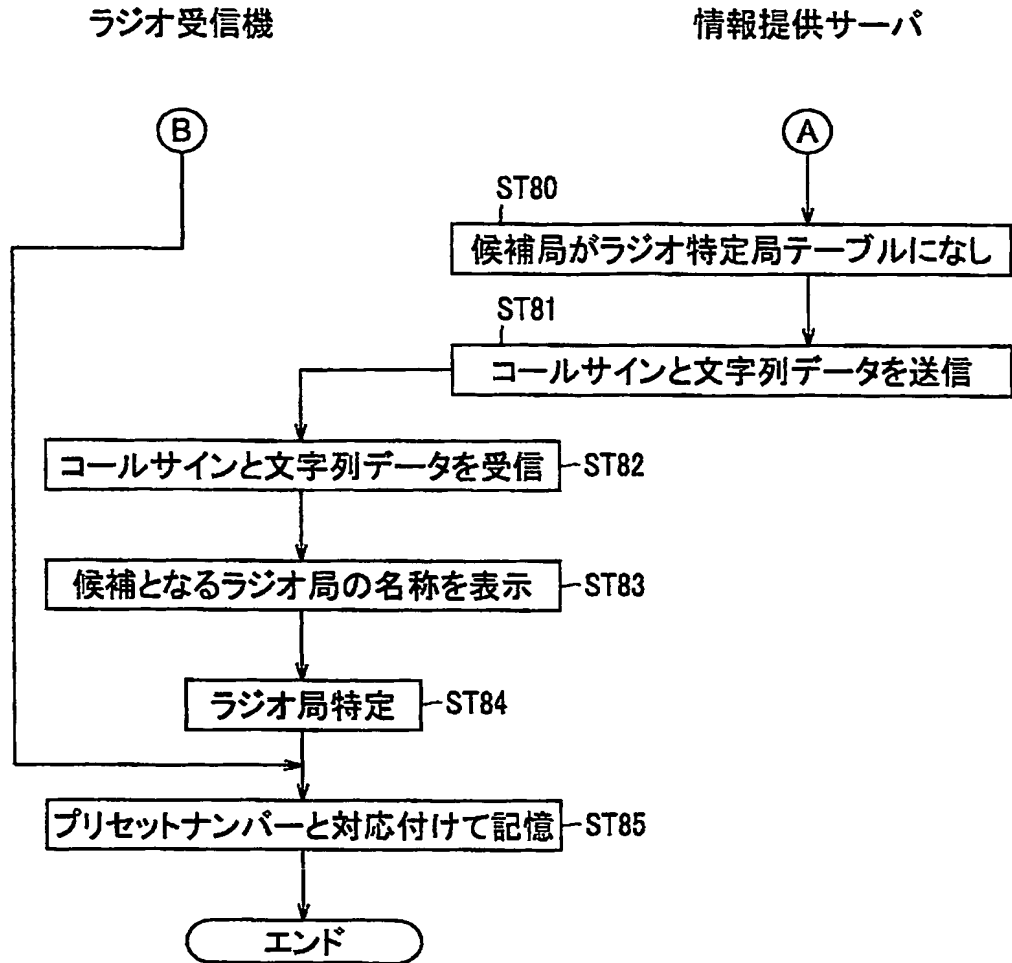 ラジオ受信機
情報提供サーバ
B
A
ST80
候補局がラジオ特定局テーブルになし
ST81
コールサインと文字列データを送信
コールサインと文字列データを受信
ST82
候補となるラジオ局の名称を表示
ST83
ラジオ局特定
ST84
プリセットナンバーと対応付けて記憶
ST85
エンド